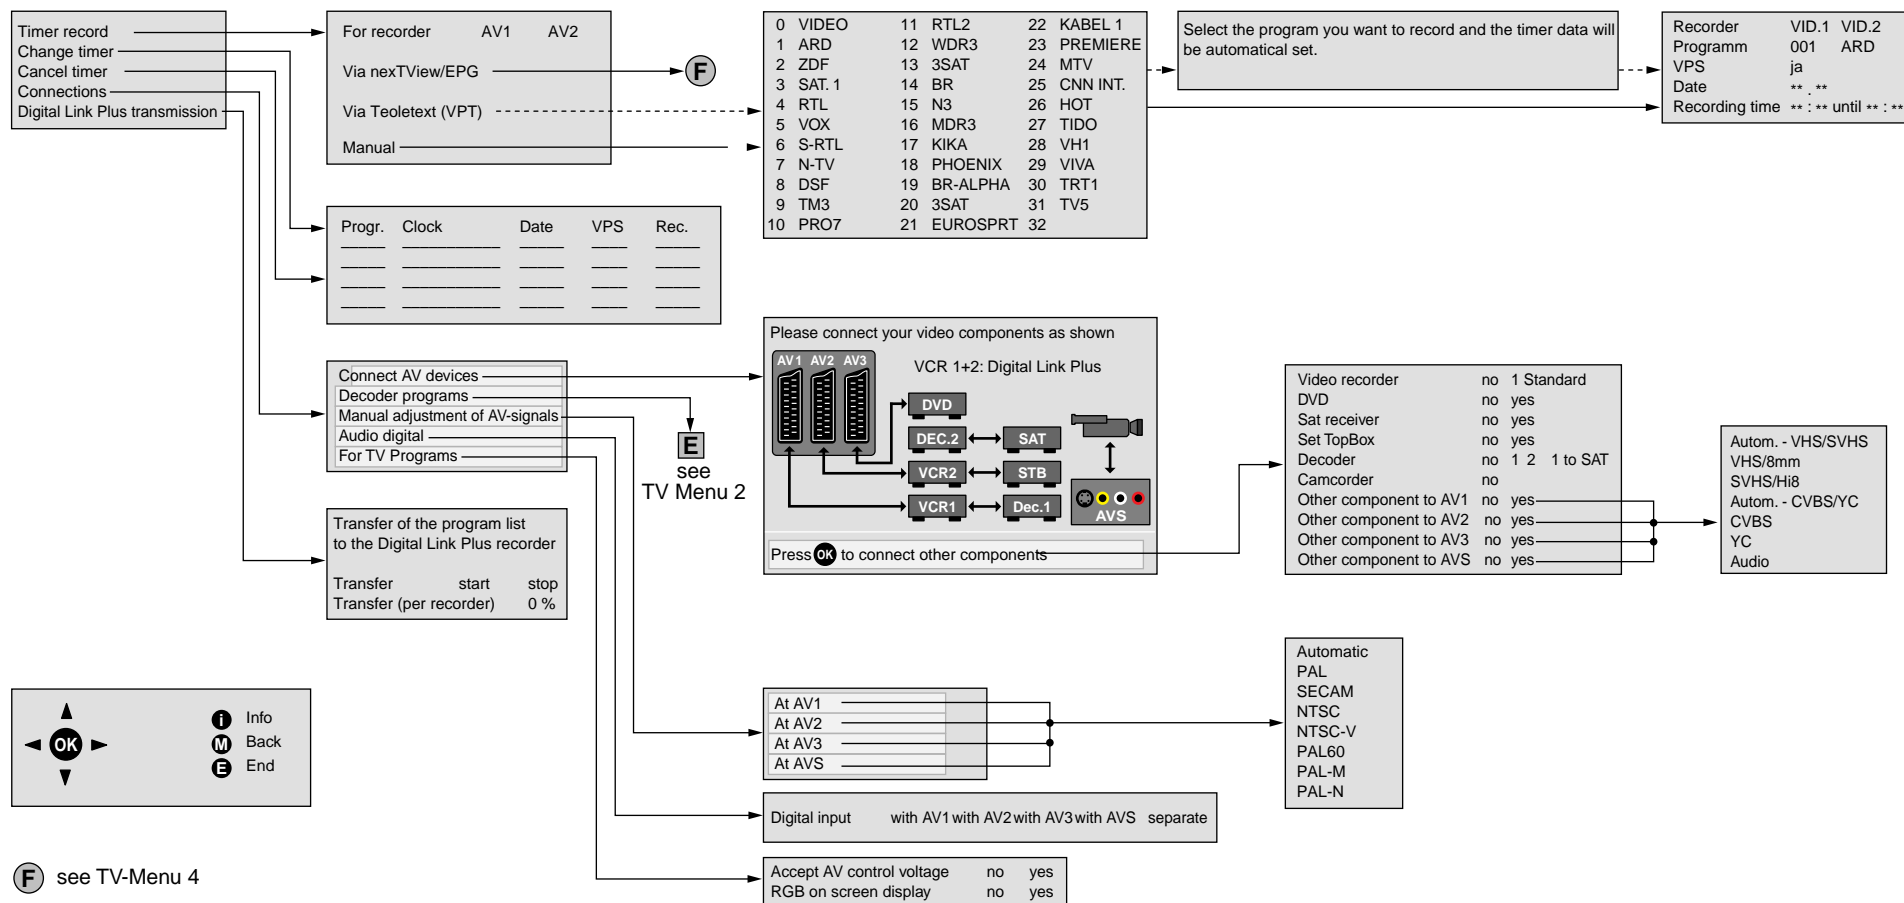 Timer record
Change timer
Cancel timer
Connections
Digital Link Plus transmission
For recorder AV1 AV2
Via nexTView/EPG
F
Via Teoletext (VPT)
Manual
0 VIDEO 11 RTL2 22 KABEL 1
1 ARD 12 WDR3 23 PREMIERE
2 ZDF 13 3SAT 24 MTV
3 SAT. 1 14 BR 25 CNN INT.
4 RTL 15 N3 26 HOT
5 VOX 16 MDR3 27 TIDO
6 S-RTL 17 KIKA 28 VH1
7 N-TV 18 PHOENIX 29 VIVA
8 DSF 19 BR-ALPHA 30 TRT1
9 TM3 20 3SAT 31 TV5
10 PRO7 21 EUROSPRT 32
Select the program you want to record and the timer data will
be automatical set.
Recorder VID.1 VID.2
Programm 001 ARD
VPS ja
Date ** . **
Recording time ** : ** until ** : **
Progr. Clock Date VPS Rec.
Connect AV devices
Decoder programs
Manual adjustment of AV-signals
Audio digital
For TV Programs
E
see
TV Menu 2
Please connect your video components as shown
AV1 AV2 AV3
VCR 1+2: Digital Link Plus
DVD
DEC.2 SAT
VCR2 STB
VCR1 Dec.1
AVS
Press OK to connect other components
Video recorder no 1 Standard
DVD no yes
Sat receiver no yes
Set TopBox no yes
Decoder no 1 2 1 to SAT
Camcorder no
Other component to AV1 no yes
Other component to AV2 no yes
Other component to AV3 no yes
Other component to AVS no yes
Autom. - VHS/SVHS
VHS/8mm
SVHS/Hi8
Autom. - CVBS/YC
CVBS
YC
Audio
Transfer of the program list
to the Digital Link Plus recorder
Transfer start stop
Transfer (per recorder) 0 %
At AV1
At AV2
At AV3
At AVS
Automatic
PAL
SECAM
NTSC
NTSC-V
PAL60
PAL-M
PAL-N
Digital input with AV1 with AV2 with AV3 with AVS separate
Accept AV control voltage no yes
RGB on screen display no yes
OK
i Info
M Back
E End
F see TV-Menu 4